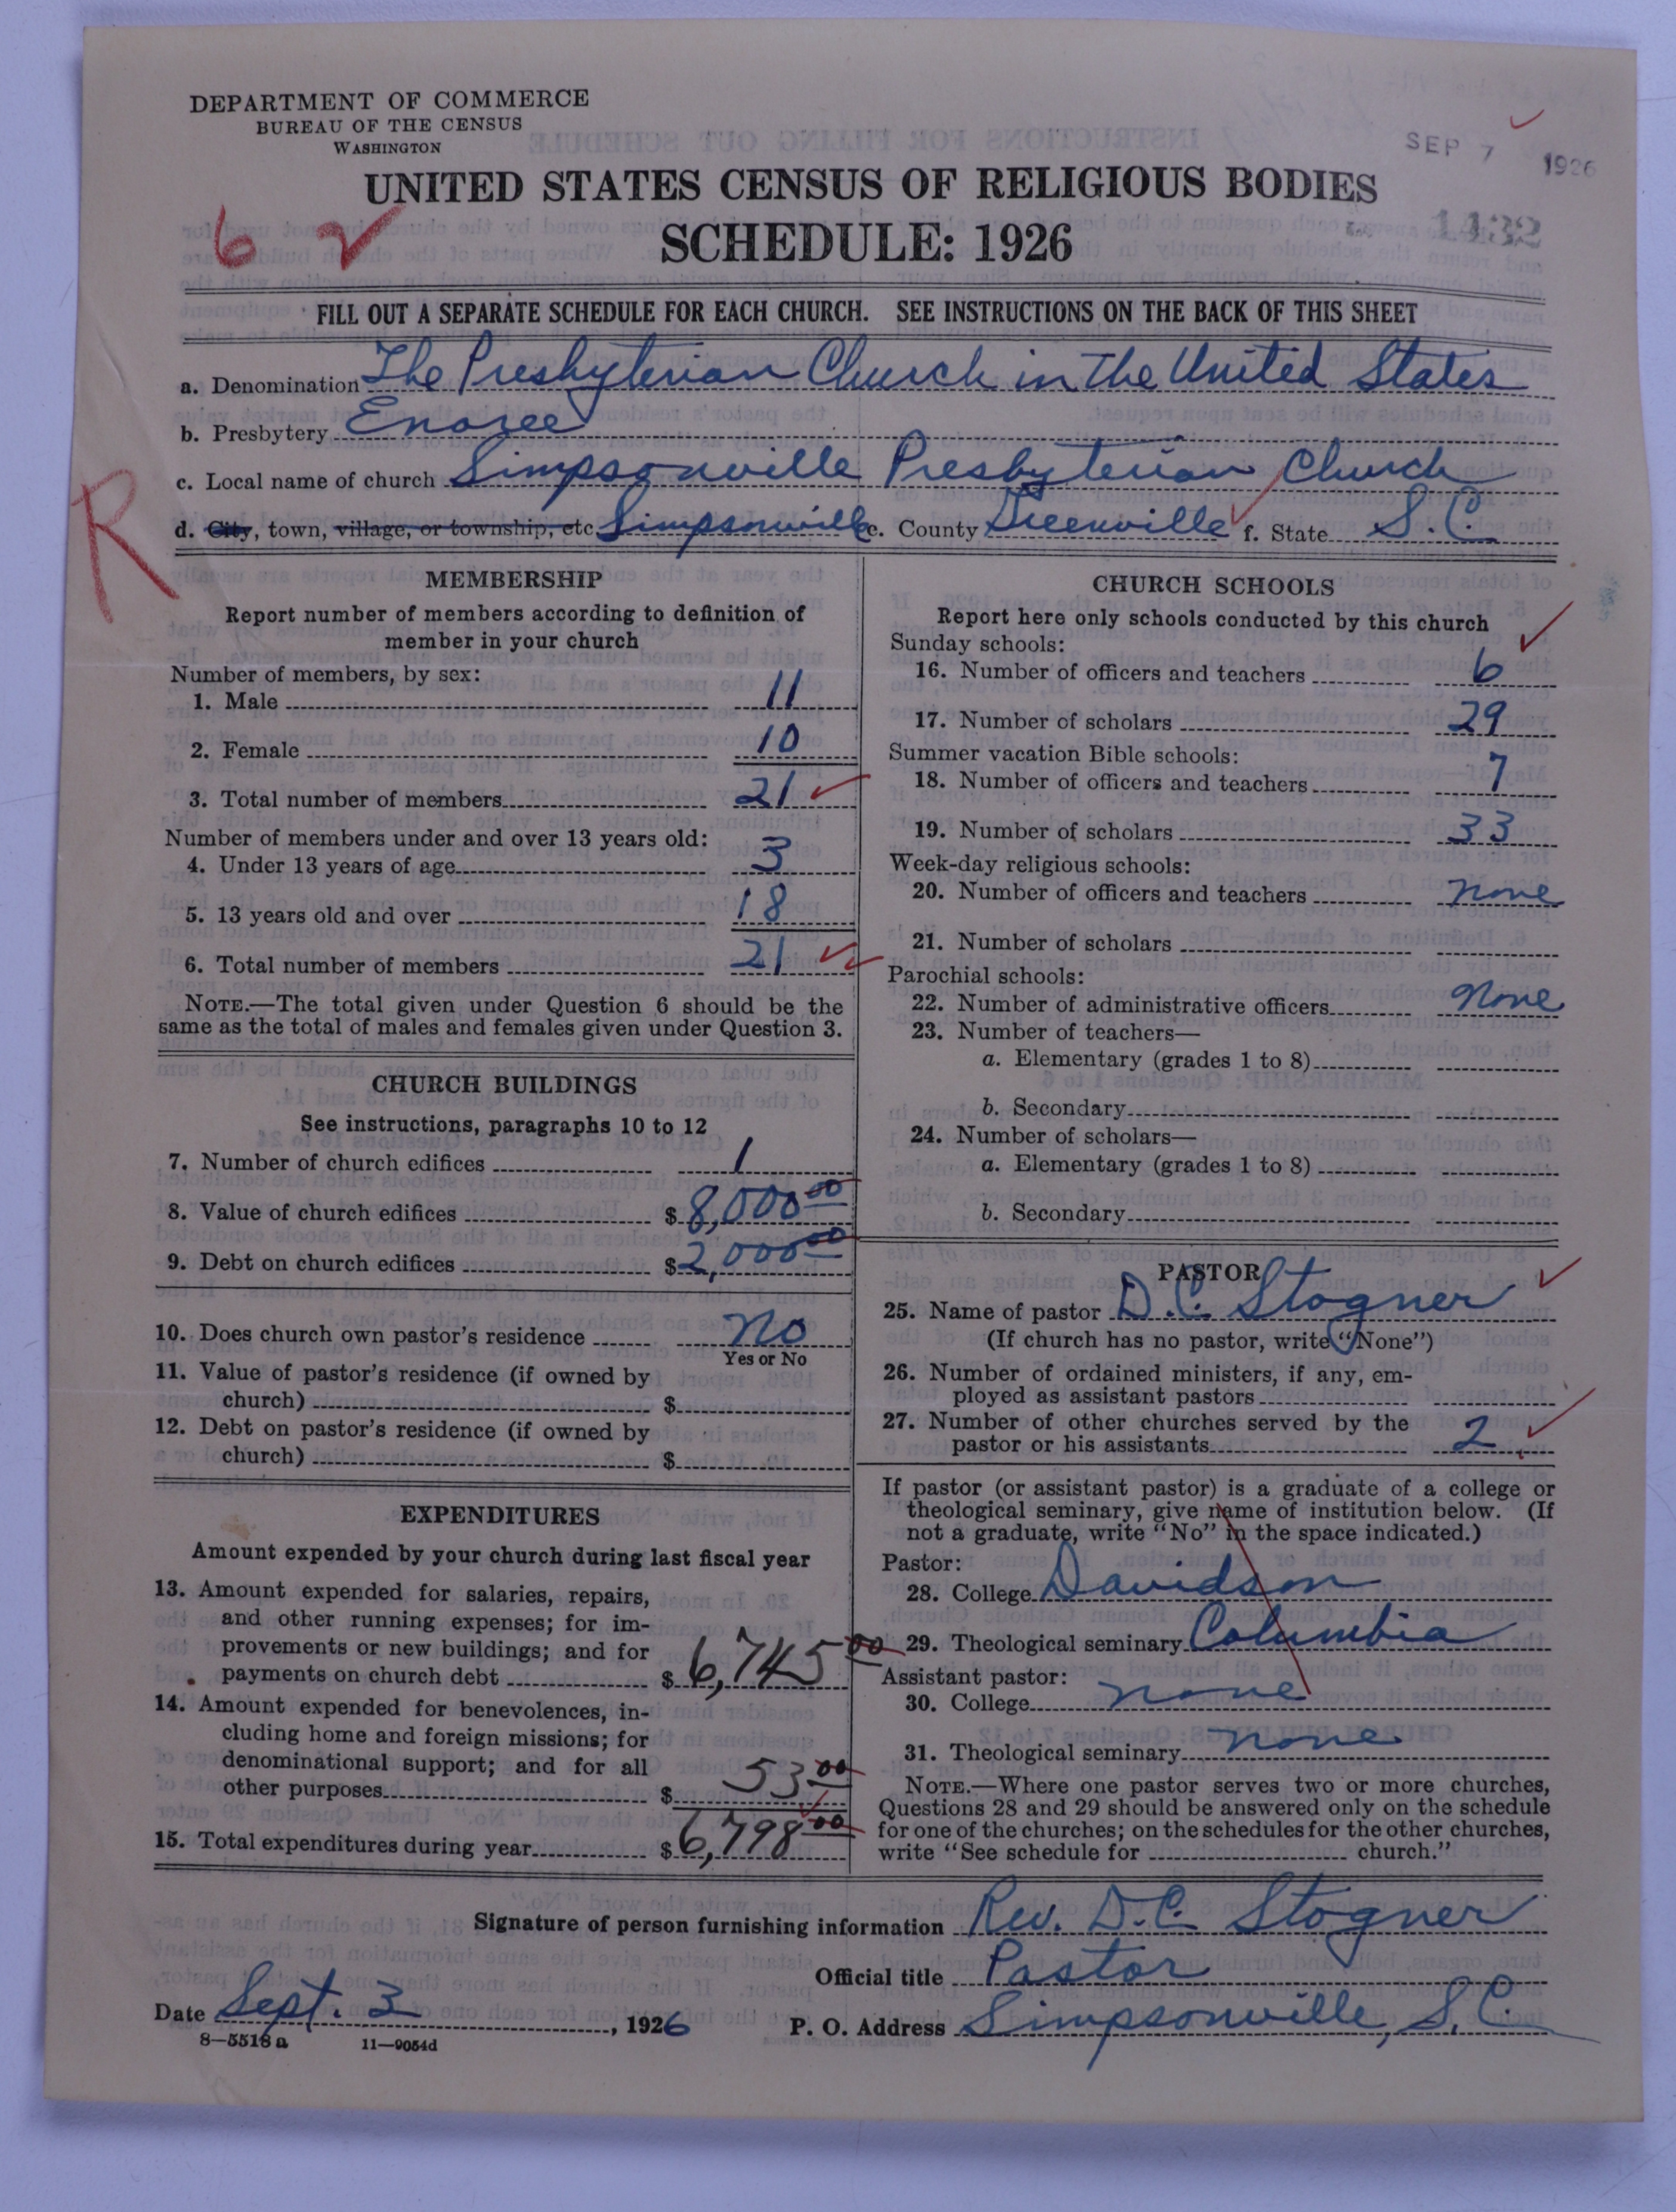 DEPARTMENT OF COMMERCE
BUREAU OF THE CENSUS
WASHINGTON
SEP 7 1926
UNITED STATES CENSUS OF RELIGIOUS BODIES
1432
6 2
SCHEDULE: 1926
FILL OUT A SEPARATE SCHEDULE FOR EACH CHURCH. SEE INSTRUCTIONS ON THE BACK OF THIS SHEET
a. Denomination The Presbyterian Church in the United States
b. Presbytery Enoree
c. Local name of church Simpsonville Presbyterian Church
R
d. City, town, village, or township, etc. Simpsonville e. County Greenville f. State S.C.
MEMBERSHIP
Report number of members according to definition of
member in your church
Number of members, by sex:
1. Male 11
2. Female 10
3. Total number of members 21
Number of members under and over 13 years old:
4. Under 13 years of age 3
5. 13 years old and over 18
6. Total number of members 21
NOTE.—The total given under Question 6 should be the
same as the total of males and females given under Question 3.
CHURCH BUILDINGS
See instructions, paragraphs 10 to 12
7. Number of church edifices 1
8. Value of church edifices $ 8,000 00
9. Debt on church edifices $ 2,000 00
10. Does church own pastor's residence No
Yes or No
11. Value of pastor's residence (if owned by
church) $
12. Debt on pastor's residence (if owned by
church) $
EXPENDITURES
Amount expended by your church during last fiscal year
13. Amount expended for salaries, repairs,
and other running expenses; for im-
provements or new buildings; and for
payments on church debt $ 6,745 00
14. Amount expended for benevolences, in-
cluding home and foreign missions; for
denominational support; and for all
other purposes $ 53 00
15. Total expenditures during year $ 6,798 00
CHURCH SCHOOLS
Report here only schools conducted by this church
Sunday schools:
16. Number of officers and teachers 6
17. Number of scholars 29
Summer vacation Bible schools:
18. Number of officers and teachers 7
19. Number of scholars 33
Week-day religious schools:
20. Number of officers and teachers none
21. Number of scholars
Parochial schools:
22. Number of administrative officers none
23. Number of teachers—
a. Elementary (grades 1 to 8)
b. Secondary
24. Number of scholars—
a. Elementary (grades 1 to 8)
b. Secondary
PASTOR
25. Name of pastor D.C. Stogner
(If church has no pastor, write "None")
26. Number of ordained ministers, if any, em-
ployed as assistant pastors
27. Number of other churches served by the
pastor or his assistants 2
If pastor (or assistant pastor) is a graduate of a college or
theological seminary, give name of institution below. (If
not a graduate, write "No" in the space indicated.)
Pastor:
28. College Davidson
29. Theological seminary Columbia
Assistant pastor:
30. College none
31. Theological seminary none
NOTE.—Where one pastor serves two or more churches,
Questions 28 and 29 should be answered only on the schedule
for one of the churches; on the schedules for the other churches,
write "See schedule for church."
Signature of person furnishing information Rev. D.C. Stogner
Official title Pastor
Date Sept. 3, 1926
P. O. Address Simpsonville, S.C.
8—5518 a 11—9054d